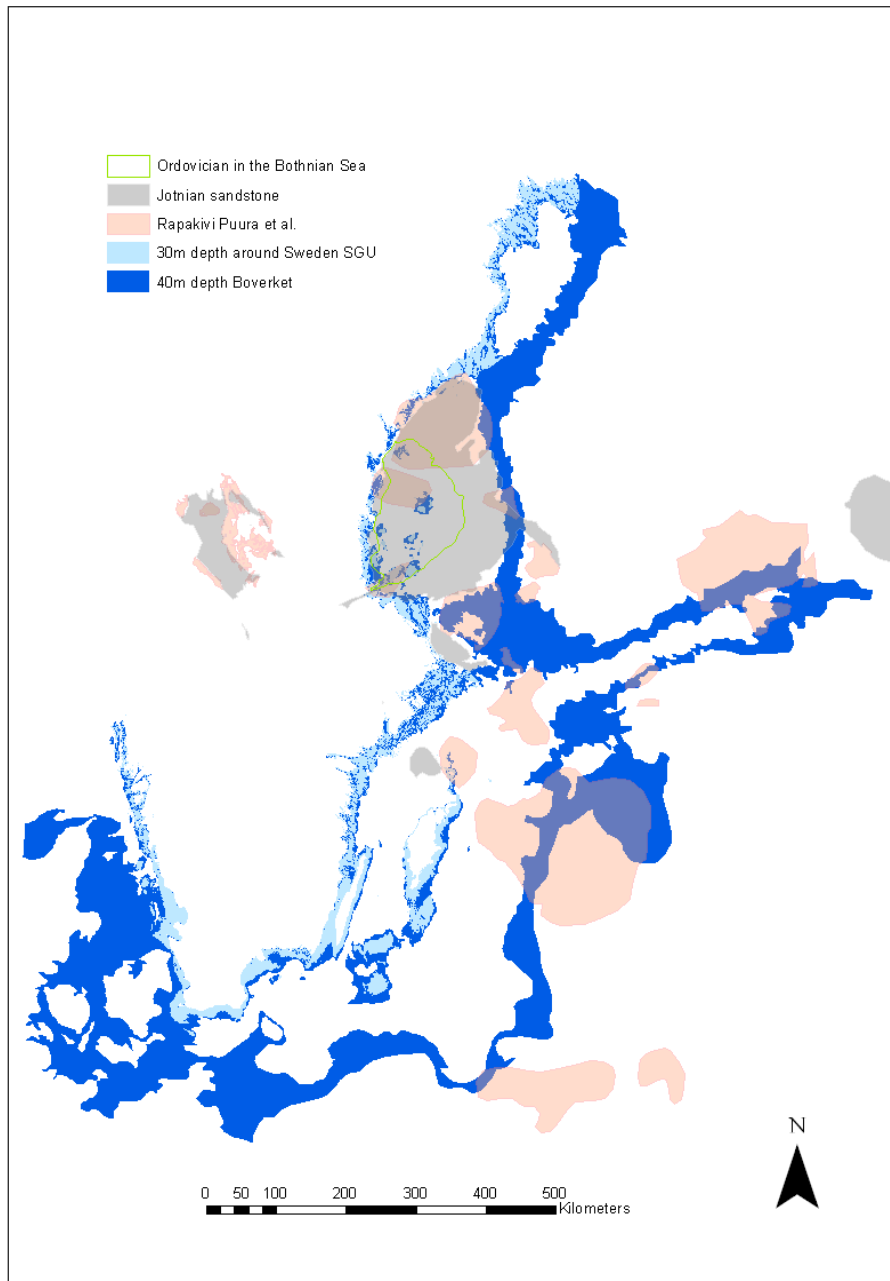 Ordovician in the Bothnian Sea
Jotnian sandstone
Rapakivi Puura et al.
30m depth around Sweden SGU
40m depth Boverket
N
0 50 100 200 300 400 500
Kilometers